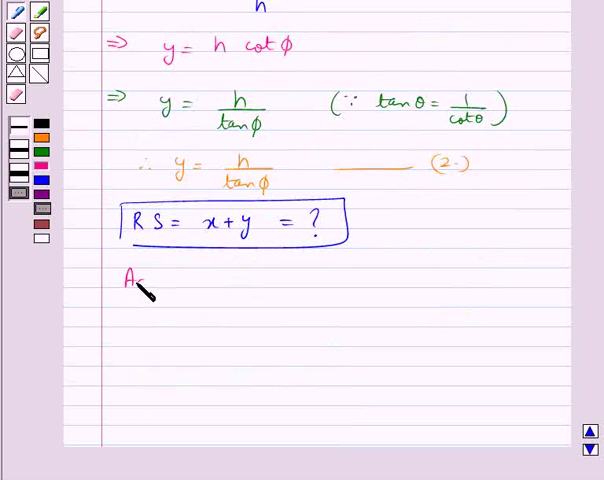 h
⇒ y = h cot ϕ
⇒ y = h/tan ϕ (∵ tan θ = 1/cot θ)
∴ y = h/tan ϕ ——— (2.)
RS = x + y = ?
A